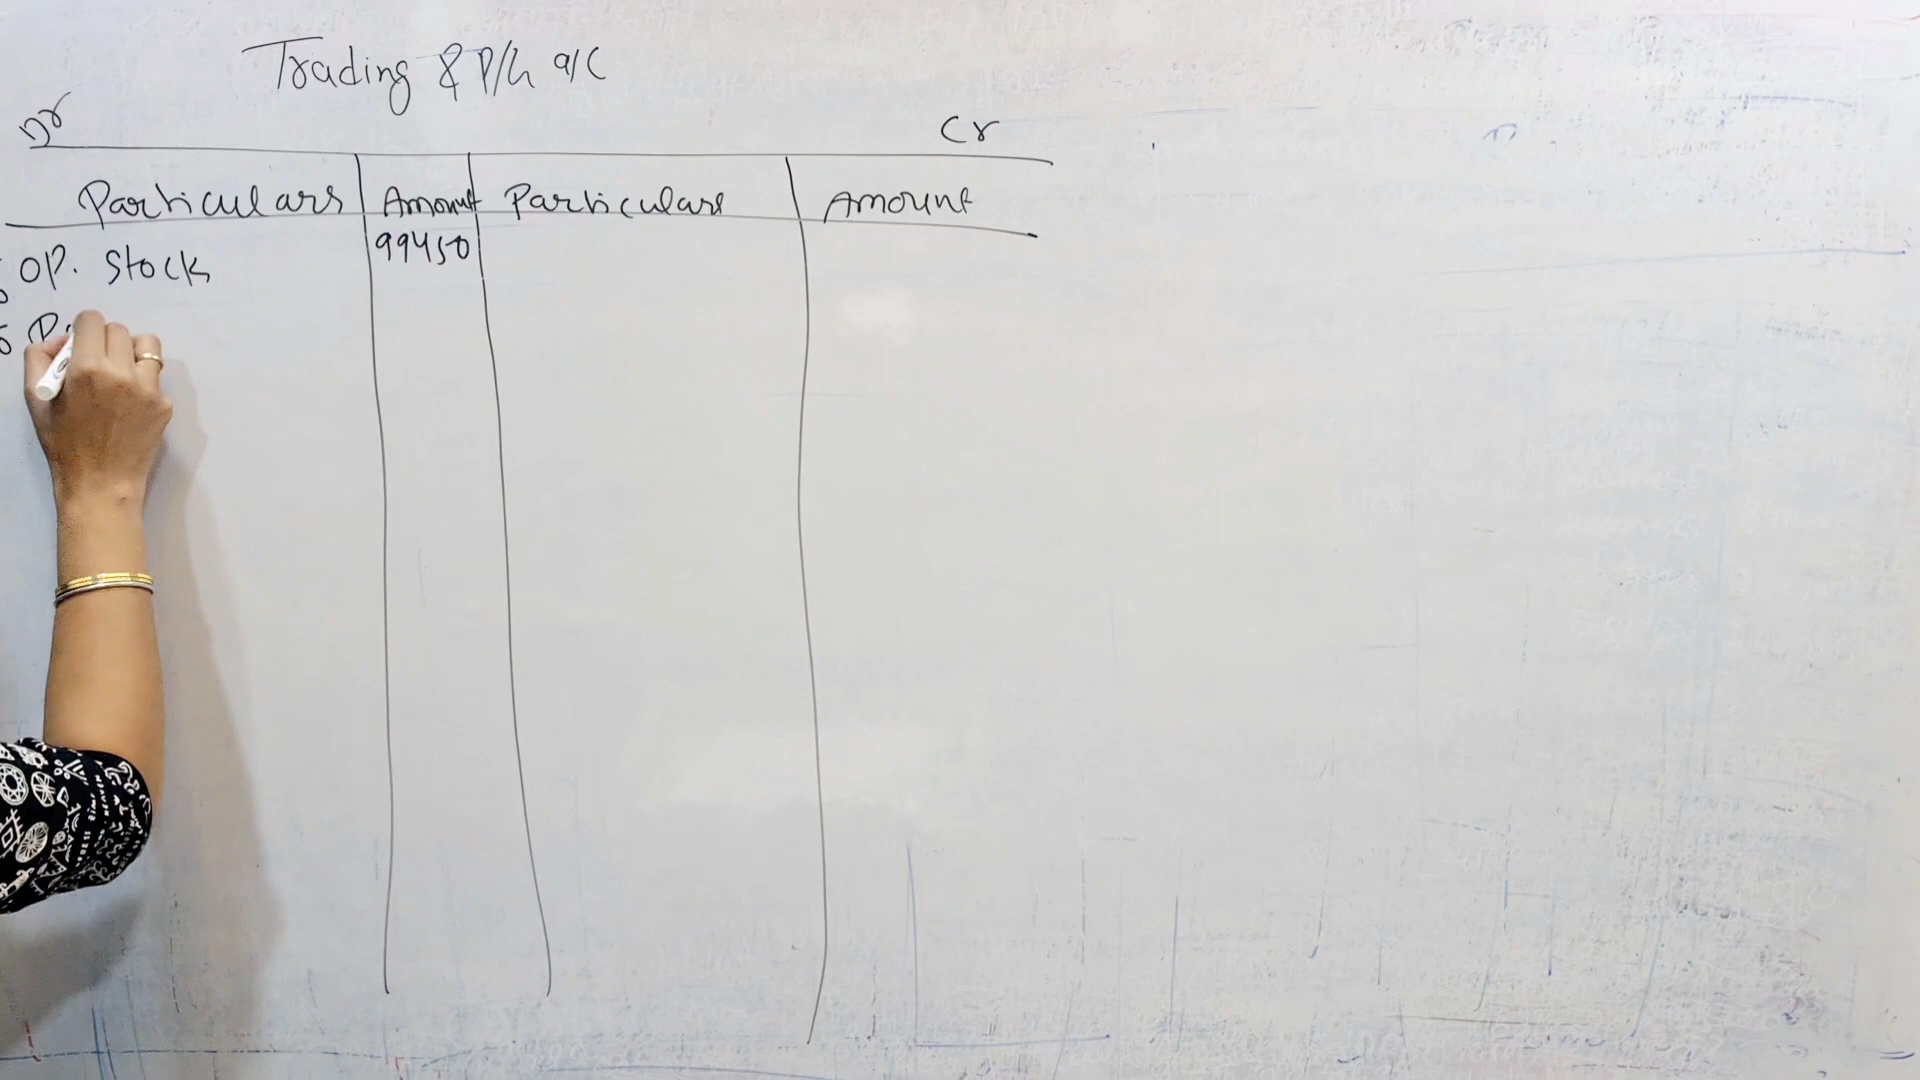 Trading & P/L a/c
Dr Cr
Particulars Amount Particulars Amount
OP. Stock 99450